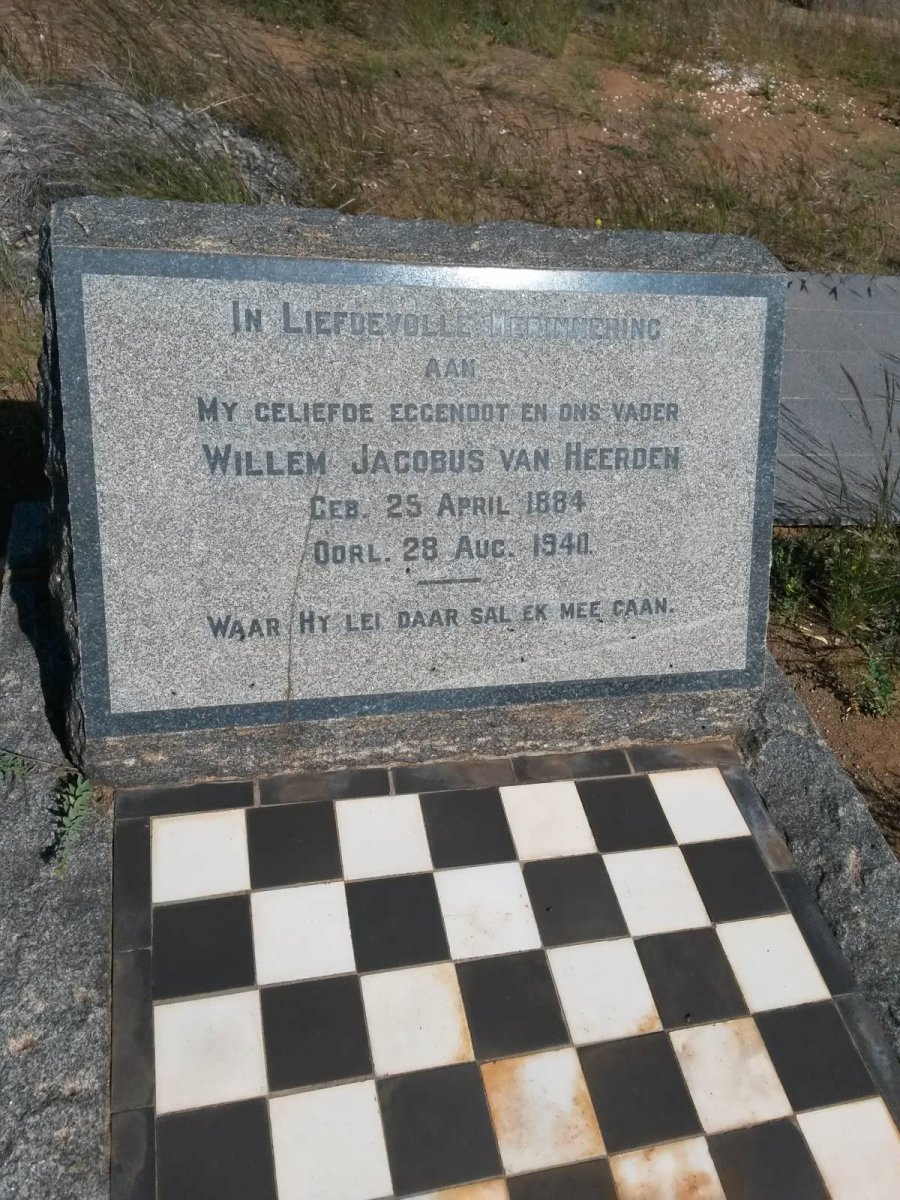 In Liefdevolle Herinnering
aan
My geliefde eggenoot en ons vader
Willem Jacobus van Heerden
Geb. 25 April 1884
Oorl. 28 Aug. 1940.
Waar Hy lei daar sal ek mee gaan.